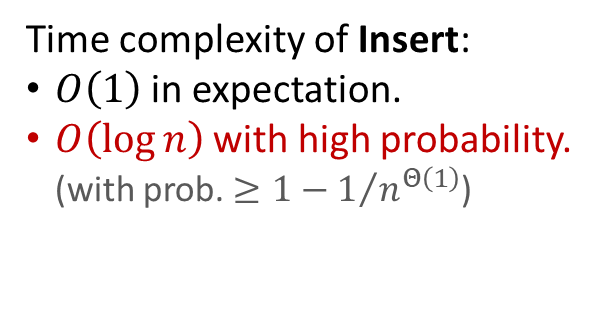 Time complexity of Insert:
• O(1) in expectation.
• O(log n) with high probability.
(with prob. ≥ 1 − 1/n^Θ(1))